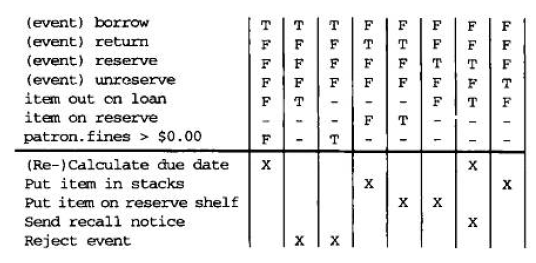 (event) borrow T T T F F F F F
(event) return F F F T T F F F
(event) reserve F F F F F T T F
(event) unreserve F F F F F F F T
item out on loan F T - - - F T F
item on reserve - - - F T - - -
patron.fines > $0.00 F - T - - - - -
(Re-)Calculate due date X X
Put item in stacks X X
Put item on reserve shelf X X
Send recall notice X
Reject event X X